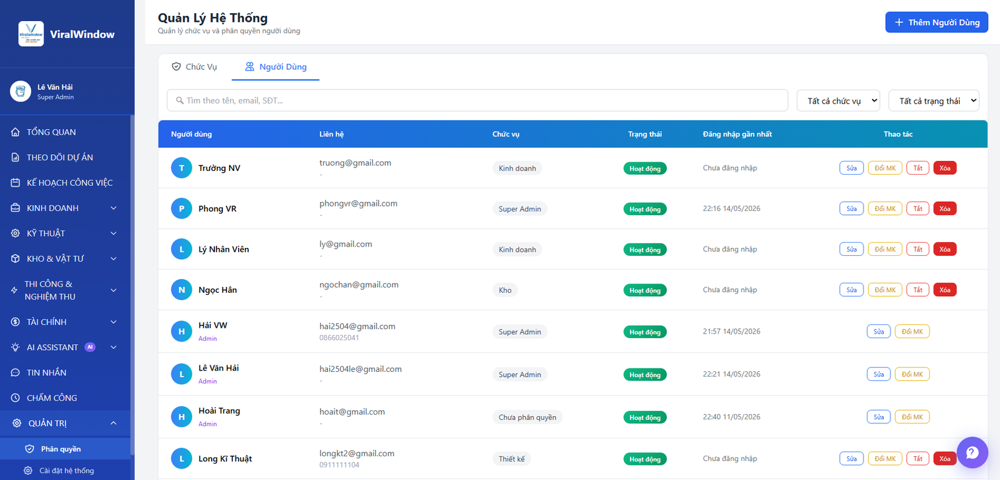 ViralWindow
Lê Văn Hải
Super Admin
TỔNG QUAN
THEO DÕI DỰ ÁN
KẾ HOẠCH CÔNG VIỆC
KINH DOANH
KỸ THUẬT
KHO & VẬT TƯ
THI CÔNG &
NGHIỆM THU
TÀI CHÍNH
AI ASSISTANT AI
TIN NHẮN
CHẤM CÔNG
QUẢN TRỊ
Phân quyền
Cài đặt hệ thống
Quản Lý Hệ Thống
Quản lý chức vụ và phân quyền người dùng
Thêm Người Dùng
Chức Vụ Người Dùng
Tìm theo tên, email, SĐT... Tất cả chức vụ Tất cả trạng thái
Người dùng Liên hệ Chức vụ Trạng thái Đăng nhập gần nhất Thao tác
T Trường NV truong@gmail.com - Kinh doanh Hoạt động Chưa đăng nhập Sửa Đổi MK Tắt Xóa
P Phong VR phongvr@gmail.com - Super Admin Hoạt động 22:16 14/05/2026 Sửa Đổi MK Tắt Xóa
L Lý Nhân Viên ly@gmail.com - Kinh doanh Hoạt động Chưa đăng nhập Sửa Đổi MK Tắt Xóa
N Ngọc Hân ngochan@gmail.com - Kho Hoạt động Chưa đăng nhập Sửa Đổi MK Tắt Xóa
H Hải VW hai2504@gmail.com Super Admin Hoạt động 21:57 14/05/2026 Sửa Đổi MK
Admin 0866025041
L Lê Văn Hải hai2504le@gmail.com Super Admin Hoạt động 22:21 14/05/2026 Sửa Đổi MK
Admin -
H Hoài Trang hoait@gmail.com Chưa phân quyền Hoạt động 22:40 11/05/2026 Sửa Đổi MK
Admin -
L Long Kĩ Thuật longkt2@gmail.com Thiết kế Hoạt động Chưa đăng nhập Sửa Đổi MK Tắt Xóa
0911111104